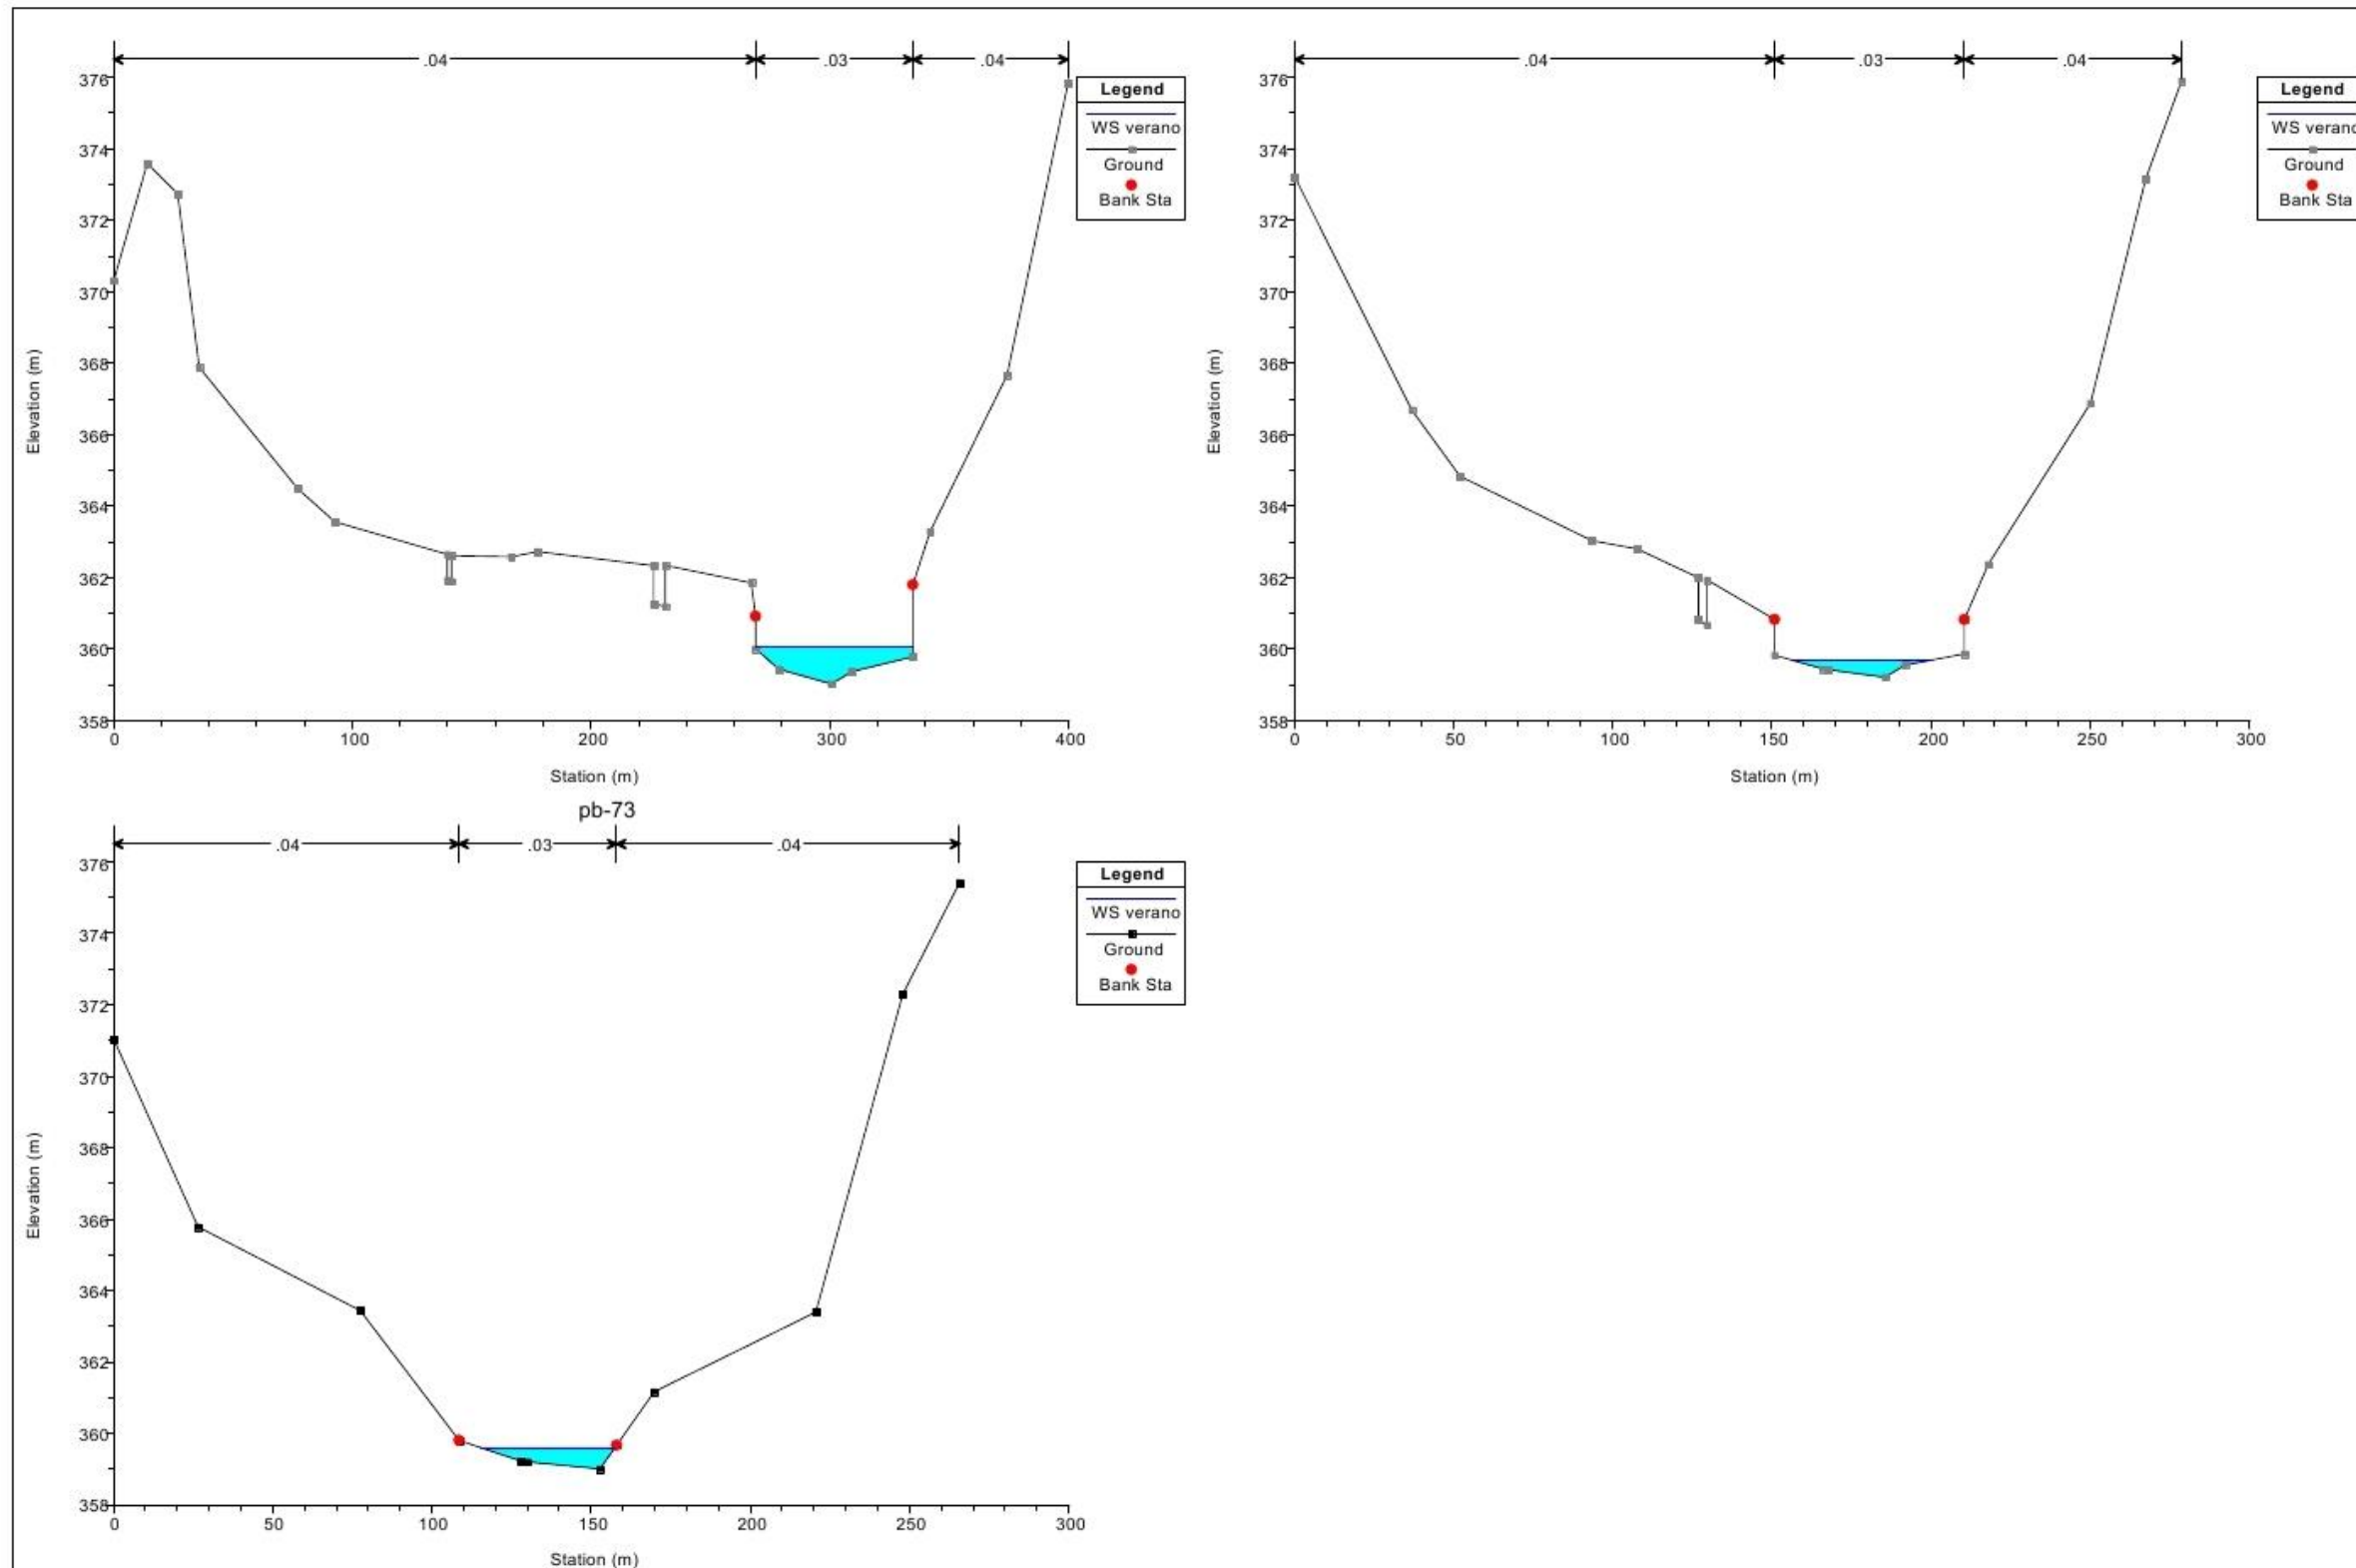 .04 .03 .04
376
374
372
370
368
366
364
362
360
358
Elevation (m)
0 100 200 300 400
Station (m)
Legend
WS verano
Ground
Bank Sta
.04 .03 .04
376
374
372
370
368
366
364
362
360
358
Elevation (m)
0 50 100 150 200 250 300
Station (m)
Legend
WS verano
Ground
Bank Sta
pb-73
.04 .03 .04
376
374
372
370
368
366
364
362
360
358
Elevation (m)
0 50 100 150 200 250 300
Station (m)
Legend
WS verano
Ground
Bank Sta